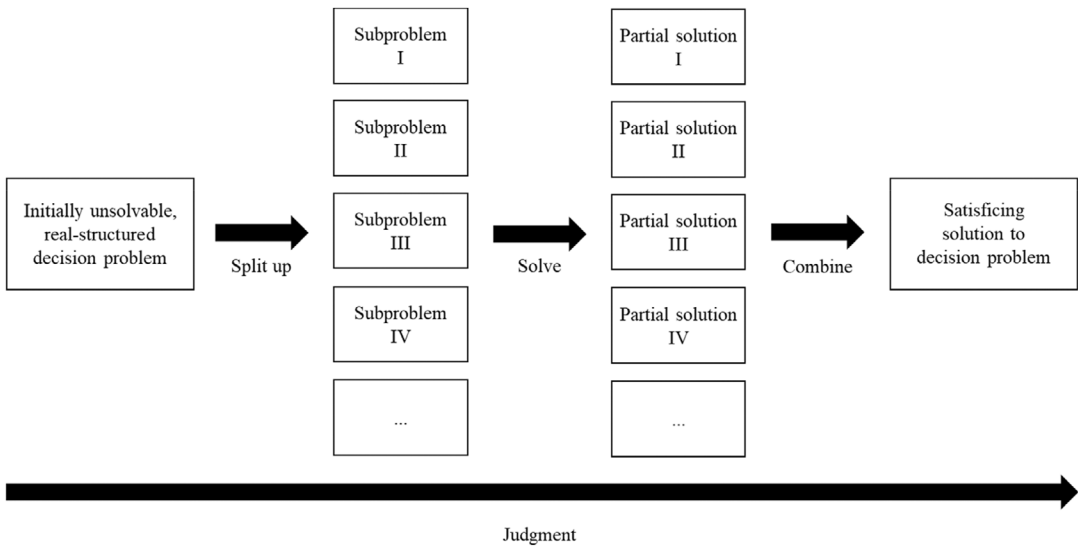 Initially unsolvable,
real-structured
decision problem
Split up
Subproblem
I
Subproblem
II
Subproblem
III
Subproblem
IV
...
Solve
Partial solution
I
Partial solution
II
Partial solution
III
Partial solution
IV
...
Combine
Satisficing
solution to
decision problem
Judgment